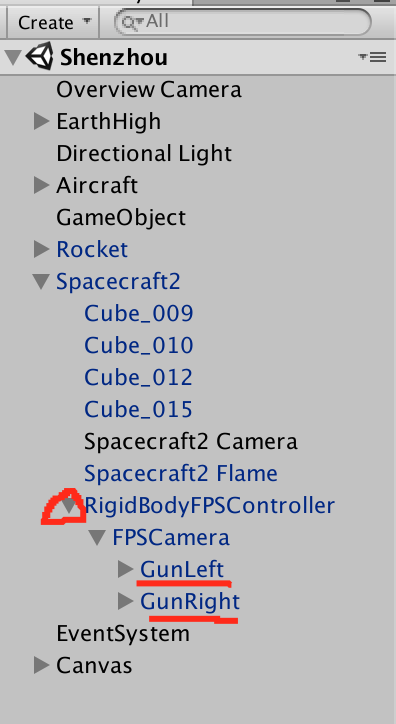 Create All
Shenzhou
Overview Camera
EarthHigh
Directional Light
Aircraft
GameObject
Rocket
Spacecraft2
Cube_009
Cube_010
Cube_012
Cube_015
Spacecraft2 Camera
Spacecraft2 Flame
RigidBodyFPSController
FPSCamera
GunLeft
GunRight
EventSystem
Canvas